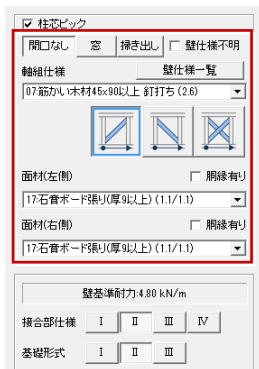 柱芯ピック
開口なし 窓 掃き出し 壁仕様不明
軸組仕様 壁仕様一覧
07:筋かい木材45x90以上 釘打ち (2.6)
面材(左側) 胴縁有り
17:石膏ボード張り(厚9以上) (1.1/1.1)
面材(右側) 胴縁有り
17:石膏ボード張り(厚9以上) (1.1/1.1)
壁基準耐力:4.80 kN/m
接合部仕様 Ⅰ Ⅱ Ⅲ Ⅳ
基礎形式 Ⅰ Ⅱ Ⅲ